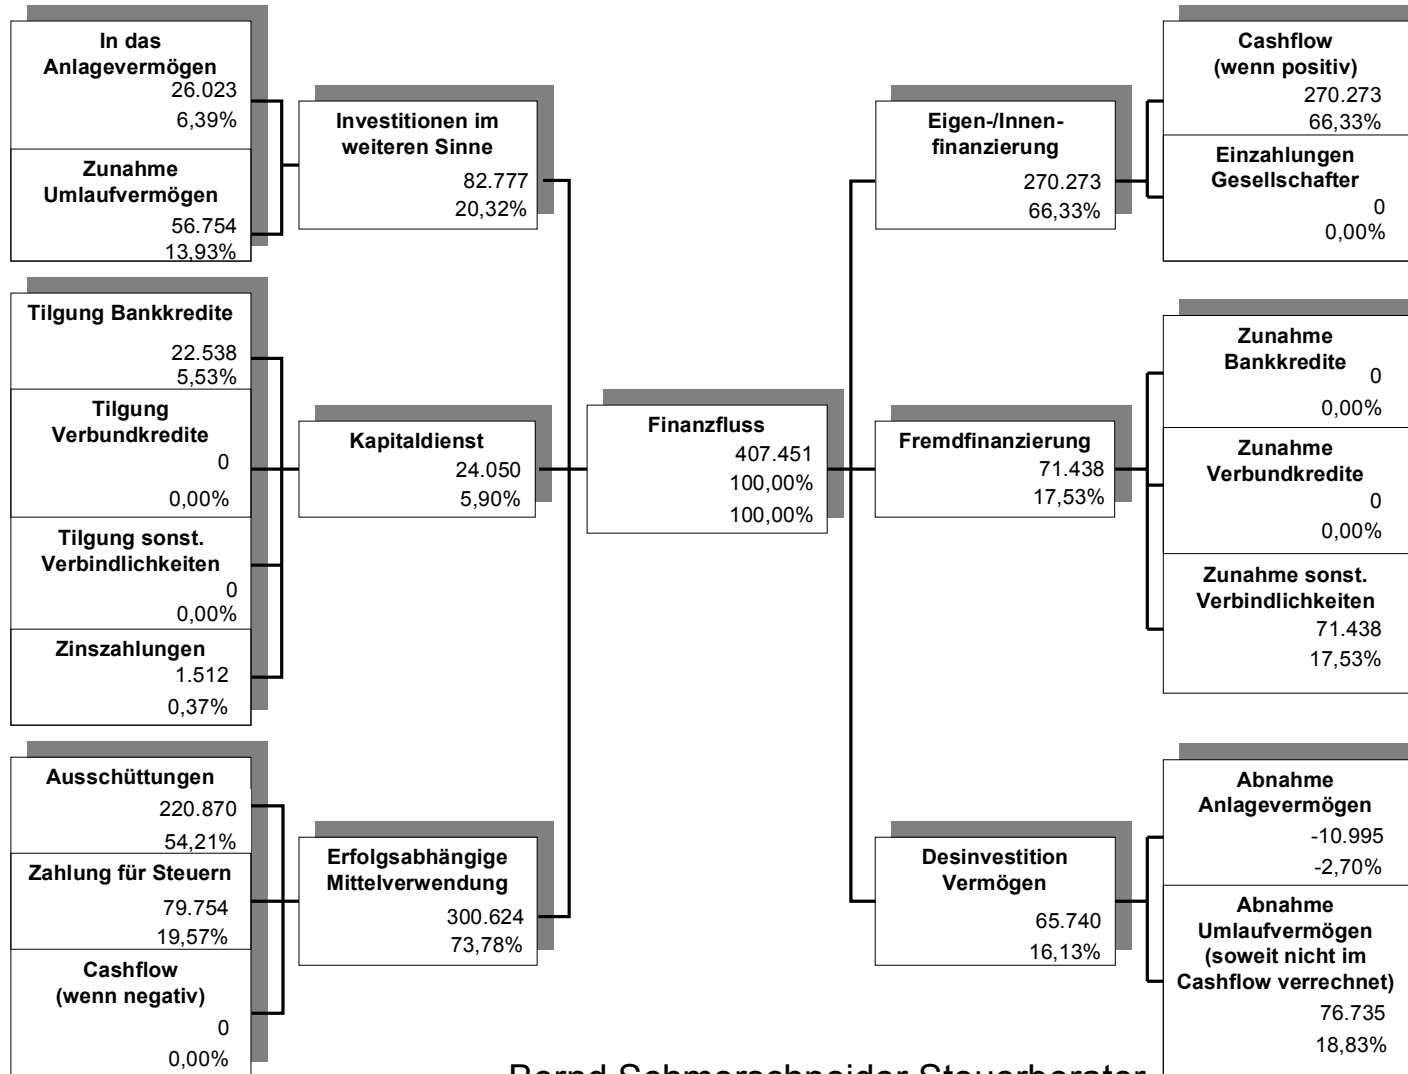 In das
Anlagevermögen
26.023
6,39%
Zunahme
Umlaufvermögen
56.754
13,93%
Investitionen im
weiteren Sinne
82.777
20,32%
Tilgung Bankkredite
22.538
5,53%
Tilgung
Verbundkredite
0
0,00%
Tilgung sonst.
Verbindlichkeiten
0
0,00%
Zinszahlungen
1.512
0,37%
Kapitaldienst
24.050
5,90%
Ausschüttungen
220.870
54,21%
Zahlung für Steuern
79.754
19,57%
Cashflow
(wenn negativ)
0
0,00%
Erfolgsabhängige
Mittelverwendung
300.624
73,78%
Finanzfluss
407.451
100,00%
100,00%
Eigen-/Innen-
finanzierung
270.273
66,33%
Cashflow
(wenn positiv)
270.273
66,33%
Einzahlungen
Gesellschafter
0
0,00%
Fremdfinanzierung
71.438
17,53%
Zunahme
Bankkredite
0
0,00%
Zunahme
Verbundkredite
0
0,00%
Zunahme sonst.
Verbindlichkeiten
71.438
17,53%
Desinvestition
Vermögen
65.740
16,13%
Abnahme
Anlagevermögen
-10.995
-2,70%
Abnahme
Umlaufvermögen
(soweit nicht im
Cashflow verrechnet)
76.735
18,83%
Bernd Schmerschneider Steuerberater